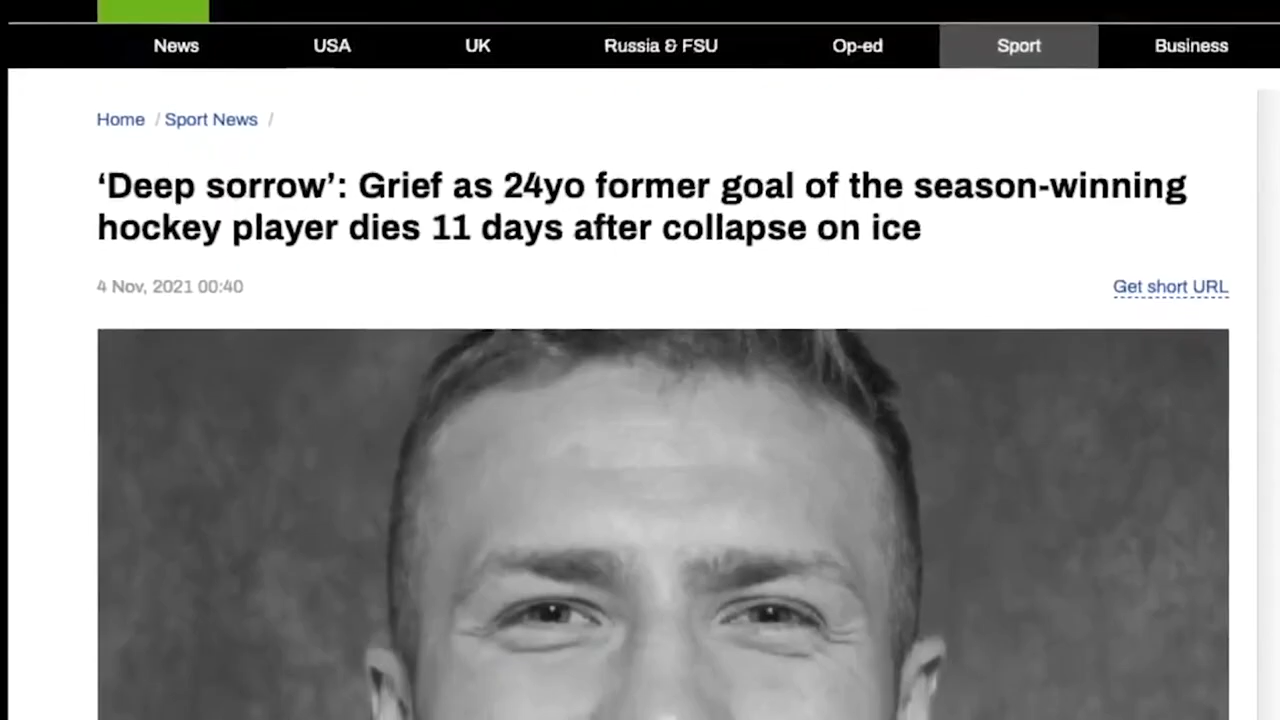 News USA UK Russia & FSU Op-ed Sport Business
Home / Sport News /
‘Deep sorrow’: Grief as 24yo former goal of the season-winning
hockey player dies 11 days after collapse on ice
4 Nov, 2021 00:40 Get short URL